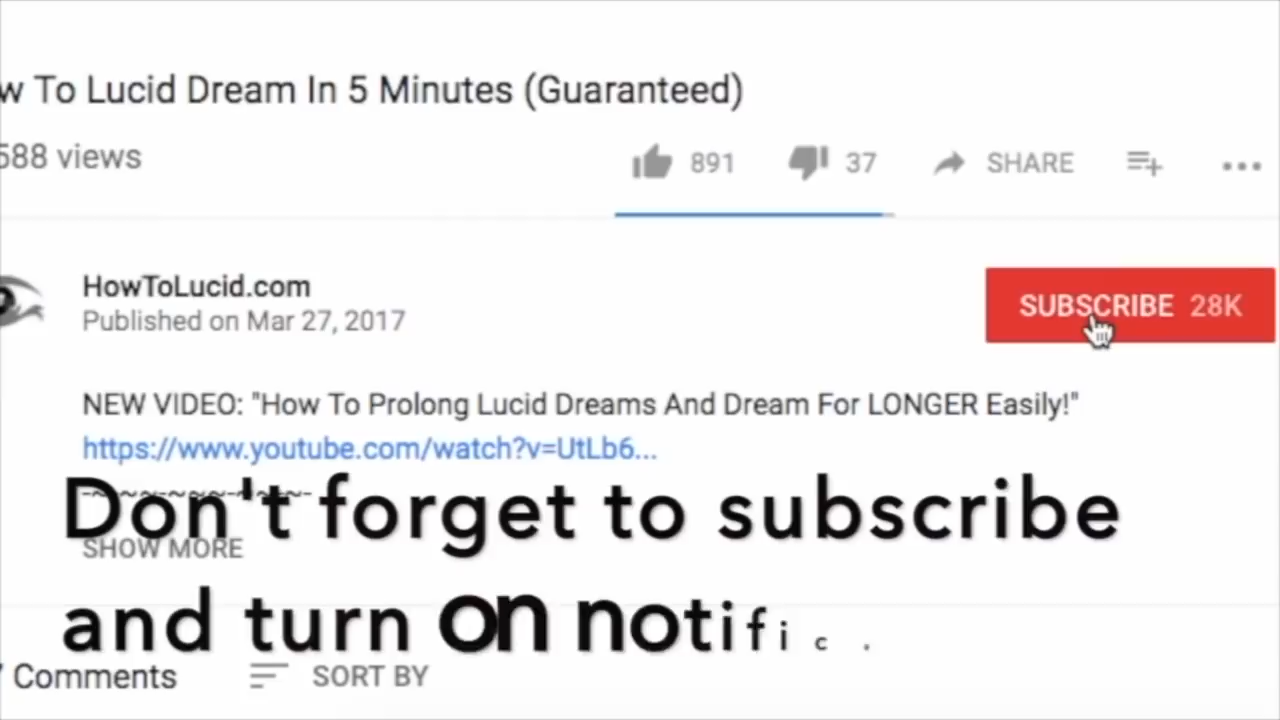 w To Lucid Dream In 5 Minutes (Guaranteed)
588 views
891 37 SHARE
HowToLucid.com
Published on Mar 27, 2017
SUBSCRIBE 28K
NEW VIDEO: "How To Prolong Lucid Dreams And Dream For LONGER Easily!"
https://www.youtube.com/watch?v=UtLb6...
Don't forget to subscribe
SHOW MORE
and turn on notific.
Comments SORT BY